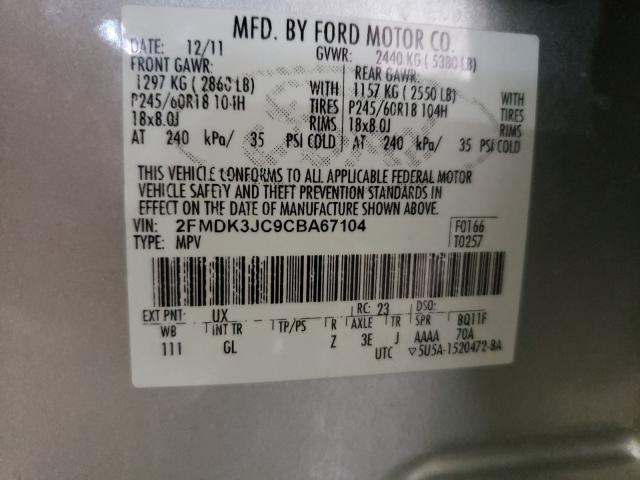 MFD. BY FORD MOTOR CO.
DATE: 12/11 GVWR: 2440 KG ( 5380 LB)
FRONT GAWR: REAR GAWR:
1297 KG ( 2860 LB) WITH 1157 KG ( 2550 LB) WITH
P245/60R18 104H TIRES P245/60R18 104H TIRES
18x8.0J RIMS 18x8.0J RIMS
AT 240 kPa/ 35 PSI COLD AT 240 kPa/ 35 PSI COLD
THIS VEHICLE CONFORMS TO ALL APPLICABLE FEDERAL MOTOR
VEHICLE SAFETY AND THEFT PREVENTION STANDARDS IN
EFFECT ON THE DATE OF MANUFACTURE SHOWN ABOVE.
VIN: 2FMDK3JC9CBA67104 F0166
TYPE: MPV T0257
EXT PNT: UX RC: 23 DSO:
WB INT TR TP/PS R AXLE TR SPR BQ11F
111 GL Z 3E J AAAA 70A
UTC ▽5U5A-1520472-BA